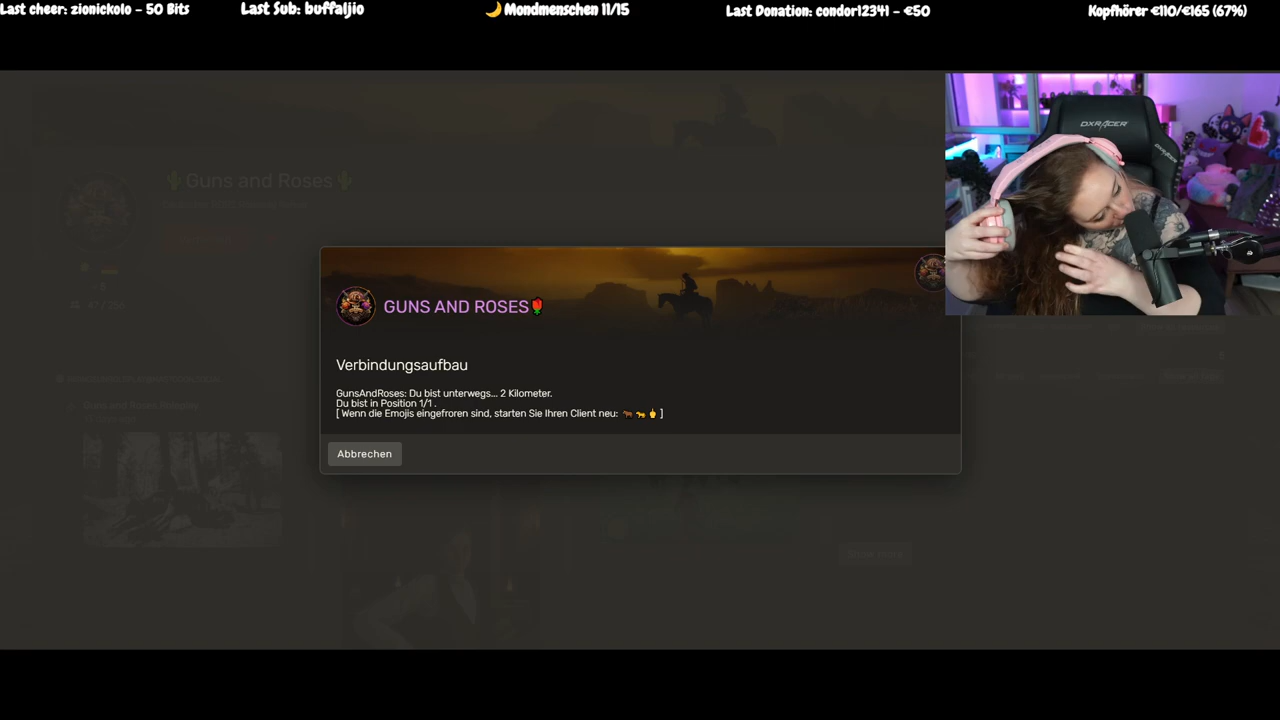 Last cheer: zionickolo - 50 Bits
Last Sub: buffaljio
🌙 Mondmenschen 11/15
Last Donation: condor12341 - €50
Kopfhörer €110/€165 (67%)
DXRACER
🌵Guns and Roses🌵
GUNS AND ROSES🌹
Verbindungsaufbau
GunsAndRoses: Du bist unterwegs... 2 Kilometer.
Du bist in Position 1/1 .
[ Wenn die Emojis eingefroren sind, starten Sie Ihren Client neu: 🐂 🐆 🖕 ]
Abbrechen